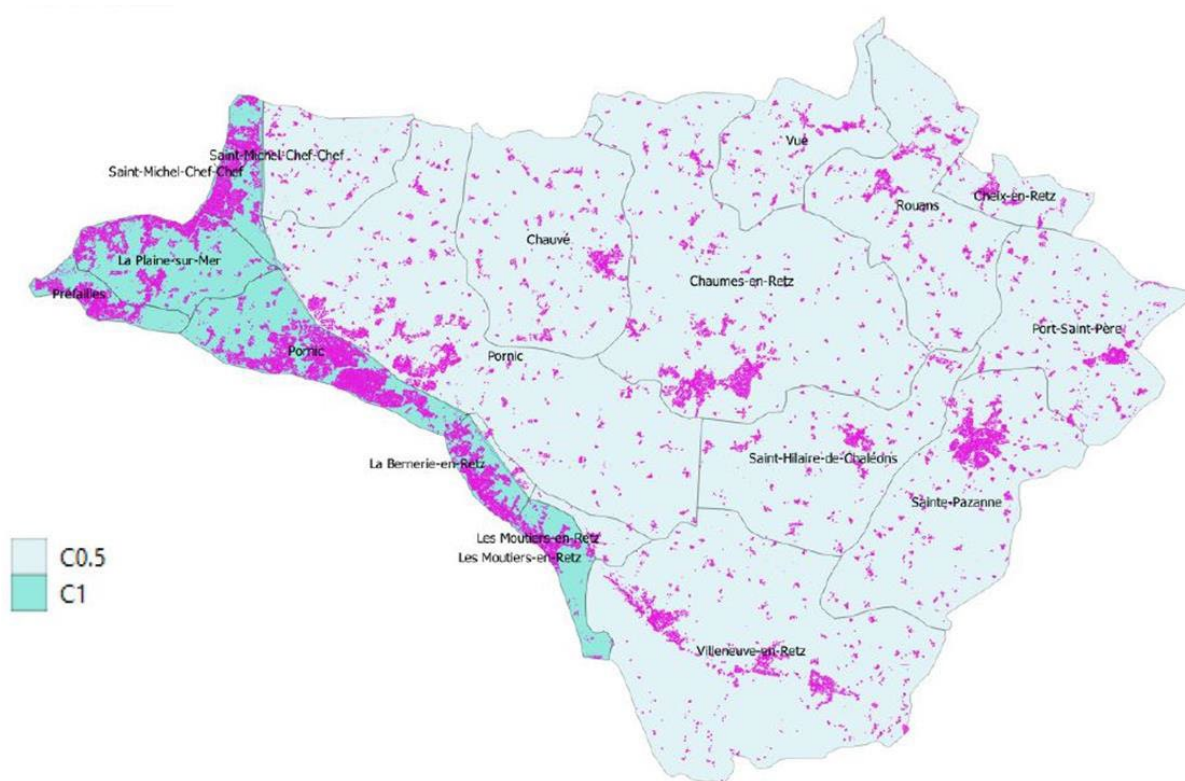 Vue
Saint-Michel-Chef-Chef
Saint-Michel-Chef-Chef
Cheix-en-Retz
Rouans
Chauvé
La Plaine-sur-Mer
Chaumes-en-Retz
Préfailles
Port-Saint-Père
Pornic
Pornic
Saint-Hilaire-de-Chaléons
La Bernerie-en-Retz
Sainte-Pazanne
Les Moutiers-en-Retz
Les Moutiers-en-Retz
C0.5
C1
Villeneuve-en-Retz